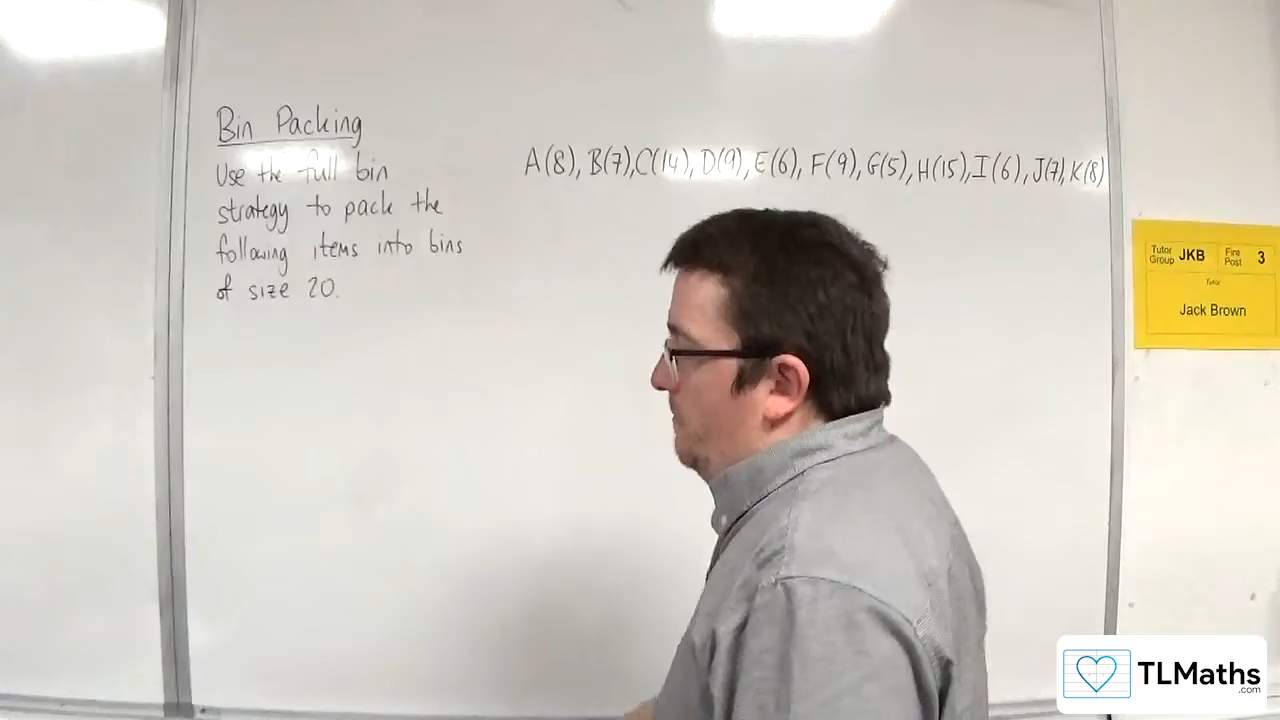 Bin Packing
Use the full bin
strategy to pack the
following items into bins
of size 20.
A(8), B(7), C(14), D(9), E(6), F(9), G(5), H(15), I(6), J(7), K(8)
Tutor Group JKB Fire Post 3
Tutor
Jack Brown
TLMaths
.com